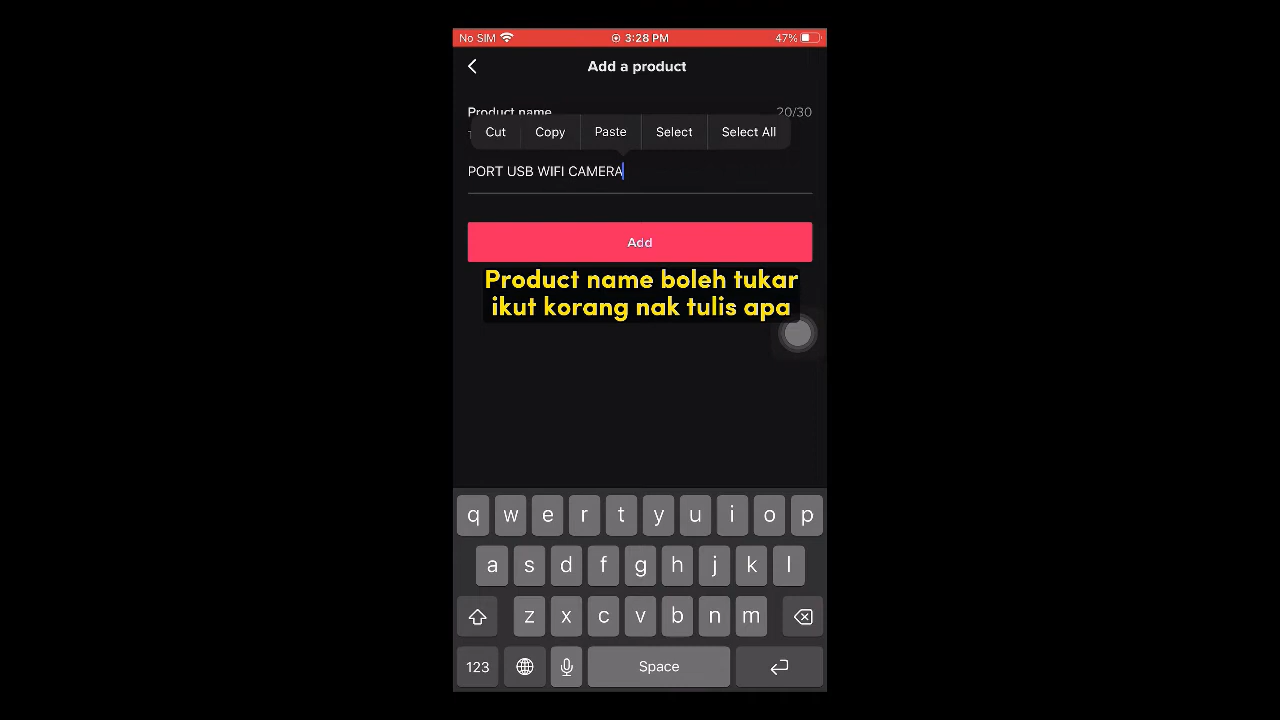 No SIM 3:28 PM 47%
Add a product
Product name 20/30
Cut Copy Paste Select Select All
PORT USB WIFI CAMERA
Add
Product name boleh tukar
ikut korang nak tulis apa
q w e r t y u i o p
a s d f g h j k l
z x c v b n m
123 Space